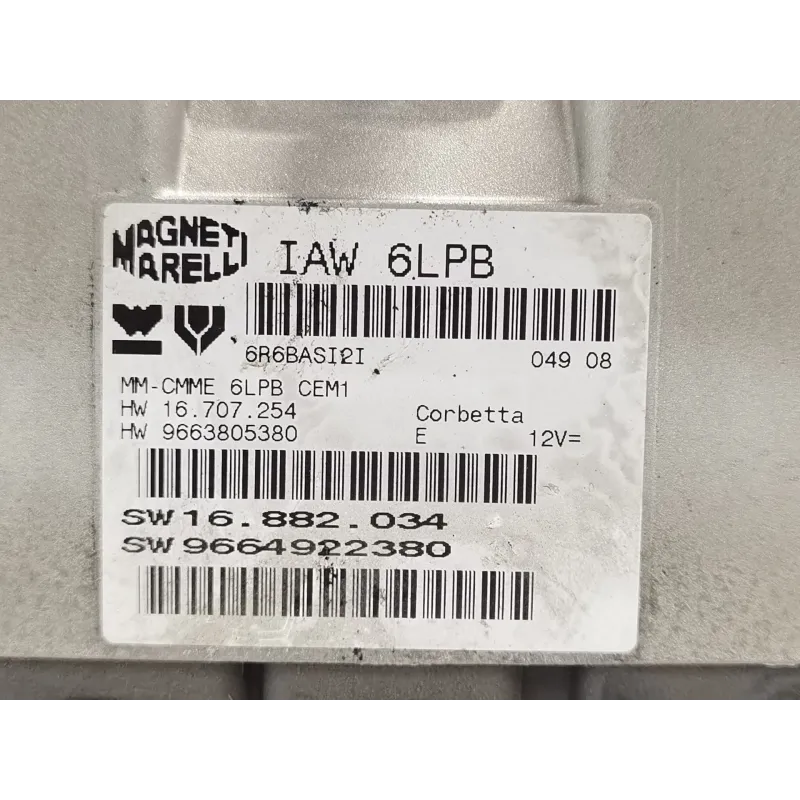 MAGNETI
MARELLI
IAW 6LPB
6R6BASI2I
049 08
MM-CMME 6LPB CEM1
HW 16.707.254
Corbetta
HW 9663805380
E
12V=
SW 16.882.034
SW 9664922380